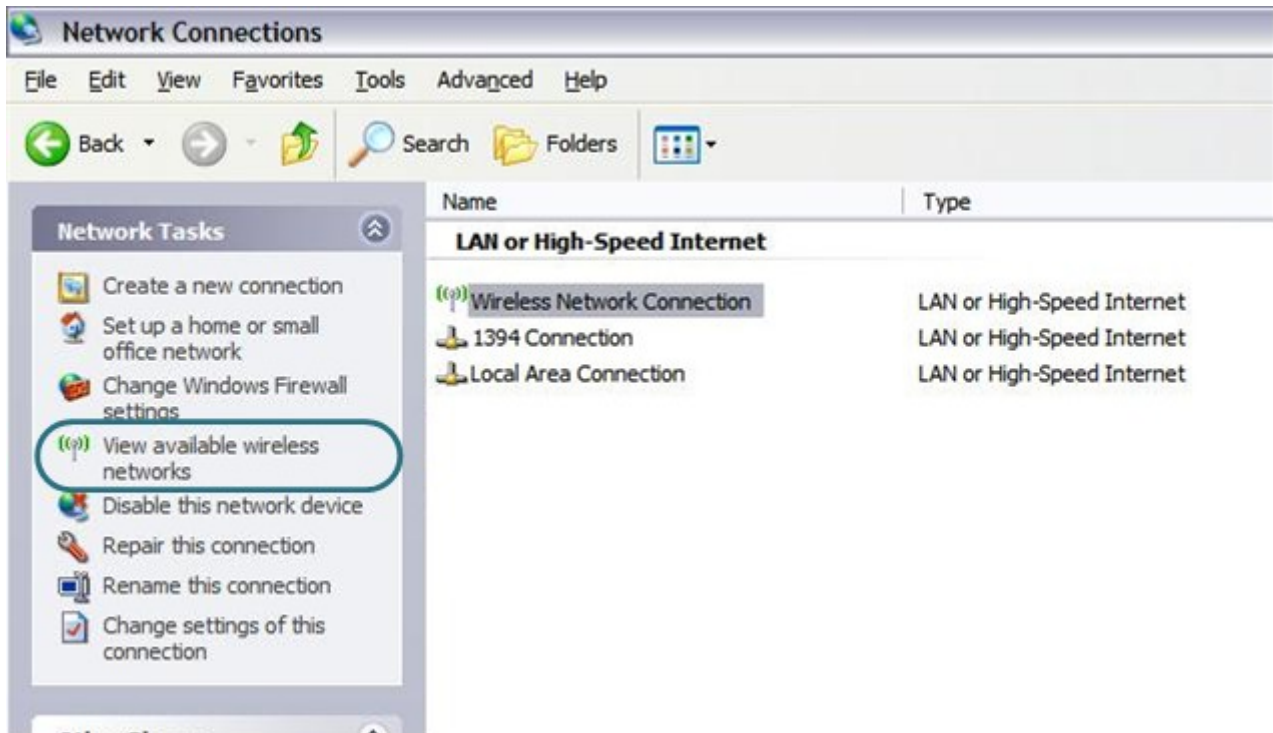 Network Connections
File Edit View Favorites Tools Advanced Help
Back Search Folders
Name Type
Network Tasks
LAN or High-Speed Internet
Create a new connection
Set up a home or small
office network
Change Windows Firewall
settings
View available wireless
networks
Disable this network device
Repair this connection
Rename this connection
Change settings of this
connection
Wireless Network Connection LAN or High-Speed Internet
1394 Connection LAN or High-Speed Internet
Local Area Connection LAN or High-Speed Internet